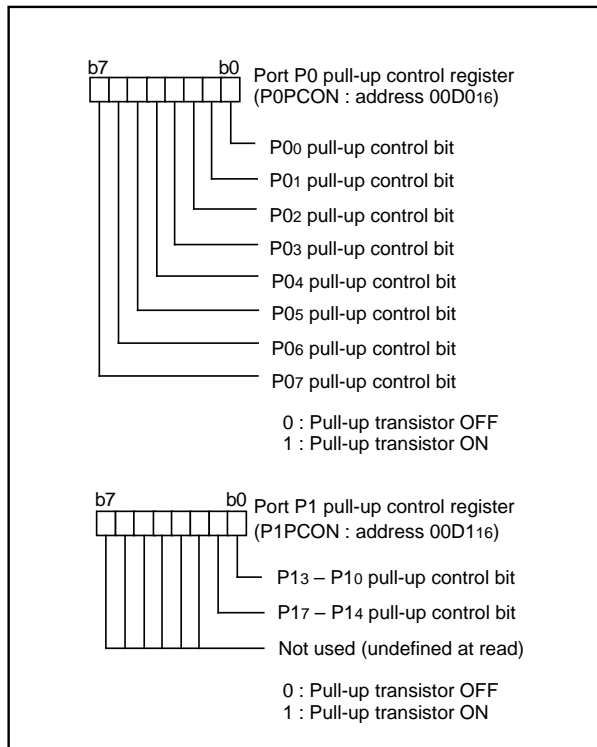 b7 b0 Port P0 pull-up control register
(P0PCON : address 00D016)
P00 pull-up control bit
P01 pull-up control bit
P02 pull-up control bit
P03 pull-up control bit
P04 pull-up control bit
P05 pull-up control bit
P06 pull-up control bit
P07 pull-up control bit
0 : Pull-up transistor OFF
1 : Pull-up transistor ON
b7 b0 Port P1 pull-up control register
(P1PCON : address 00D116)
P13 – P10 pull-up control bit
P17 – P14 pull-up control bit
Not used (undefined at read)
0 : Pull-up transistor OFF
1 : Pull-up transistor ON